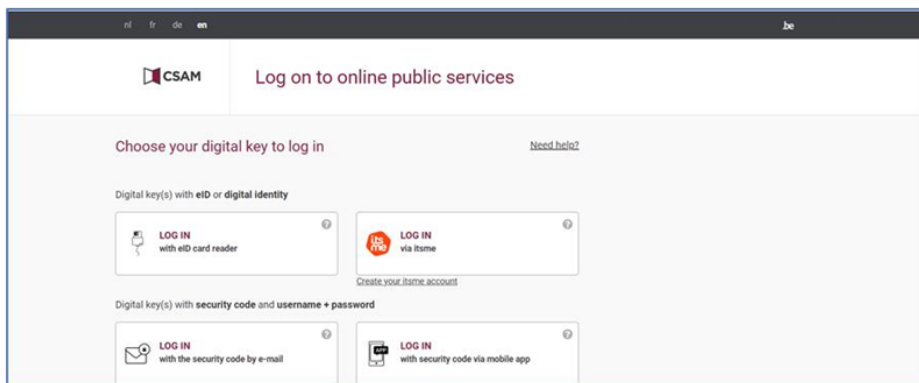 nl fr de en .be
CSAM Log on to online public services
Choose your digital key to log in Need help?
Digital key(s) with eID or digital identity
LOG IN
with eID card reader
its me
LOG IN
via itsme
Create your itsme account
Digital key(s) with security code and username + password
LOG IN
with the security code by e-mail
APP
LOG IN
with security code via mobile app